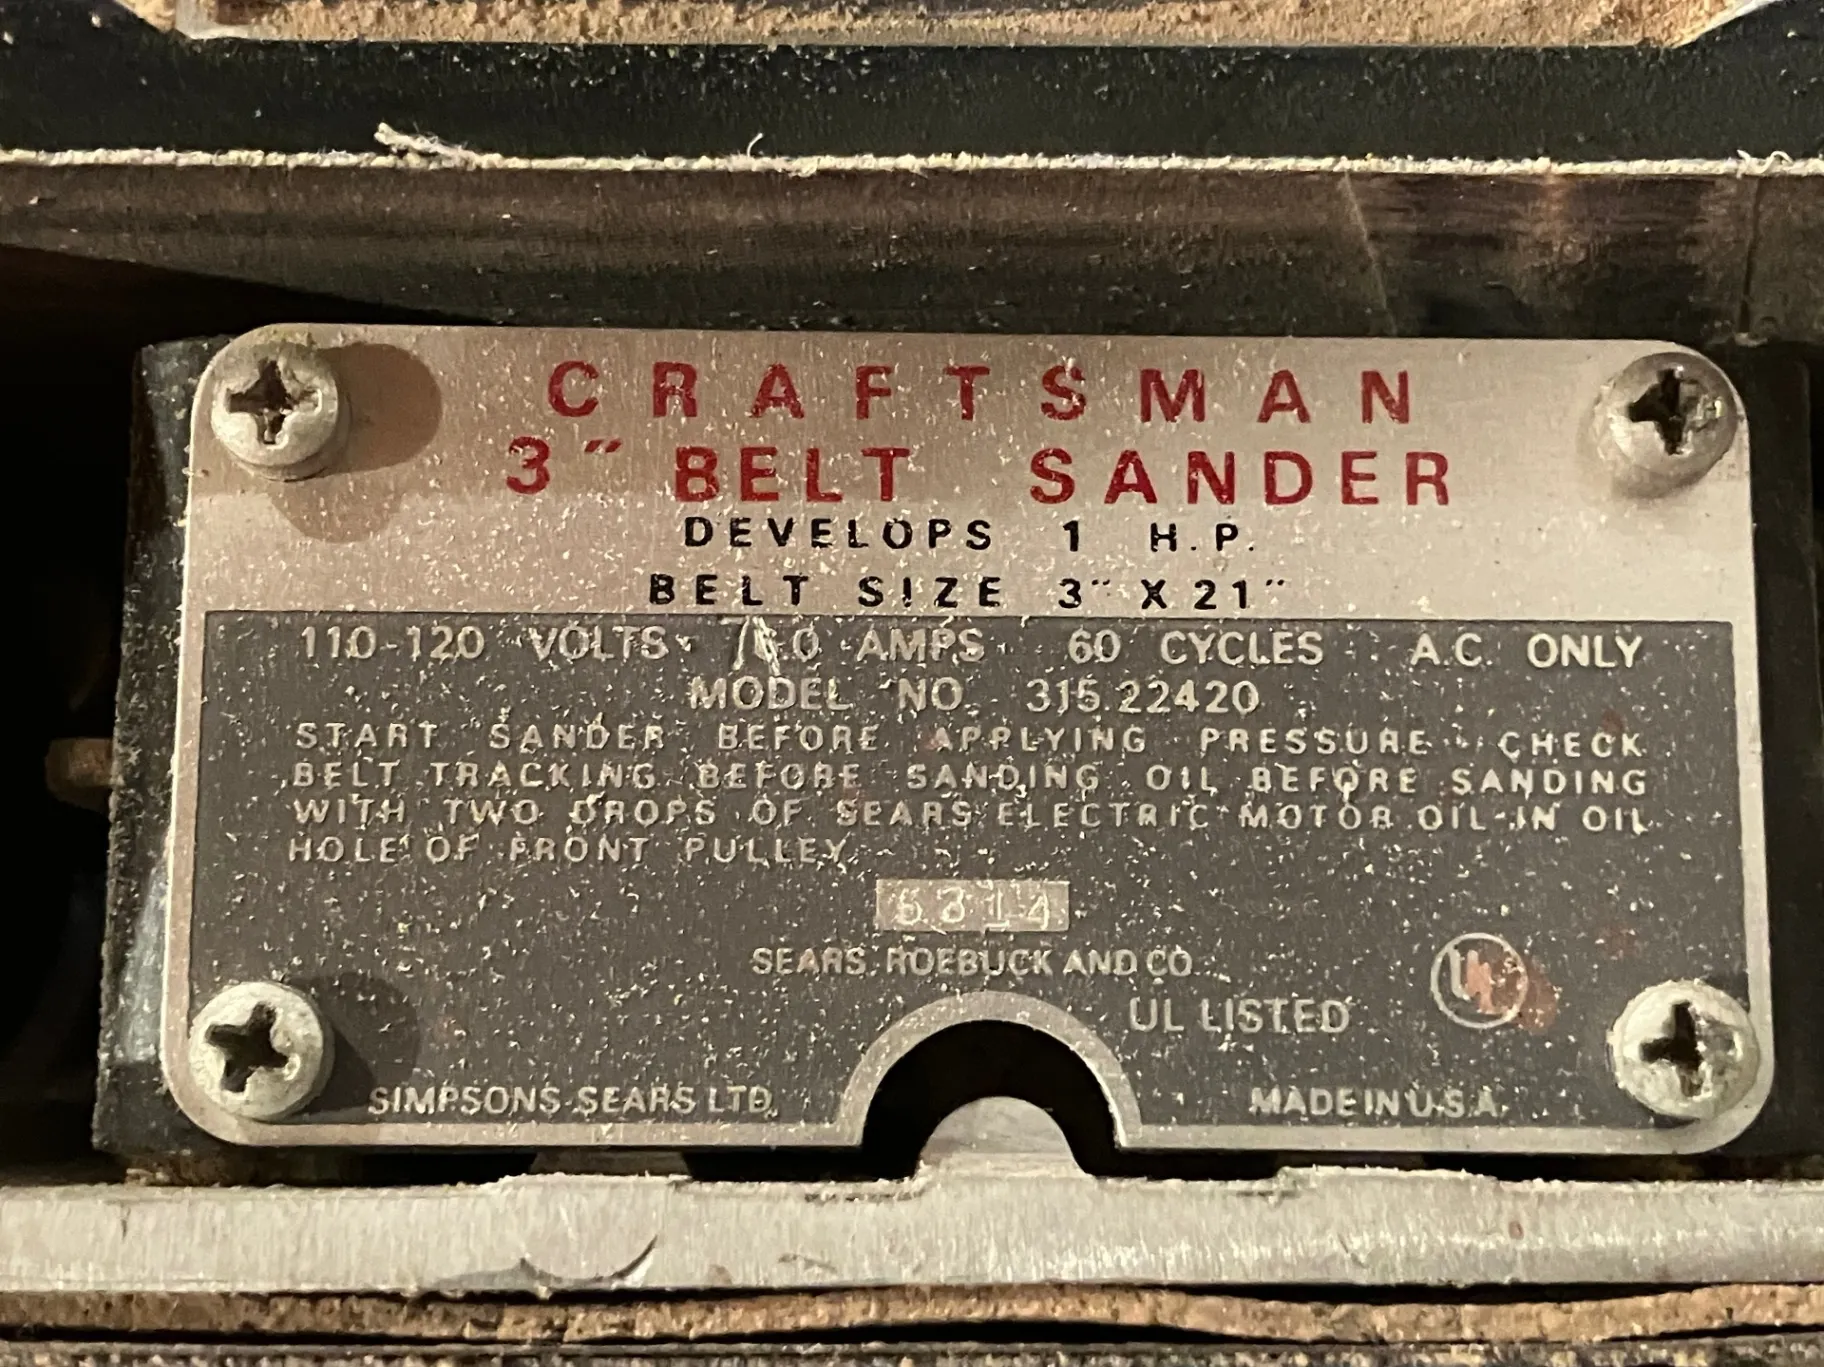 CRAFTSMAN
3" BELT SANDER
DEVELOPS 1 H.P.
BELT SIZE 3" X 21"
110-120 VOLTS AMPS 60 CYCLES A.C. ONLY
MODEL NO. 315.22420
START SANDER BEFORE APPLYING PRESSURE. CHECK
BELT TRACKING BEFORE SANDING OIL BEFORE SANDING
WITH TWO DROPS OF SEARS ELECTRIC MOTOR OIL IN OIL
HOLE OF FRONT PULLEY
SEARS, ROEBUCK AND CO.
UL
UL LISTED
SIMPSONS-SEARS LTD.
MADE IN U.S.A.